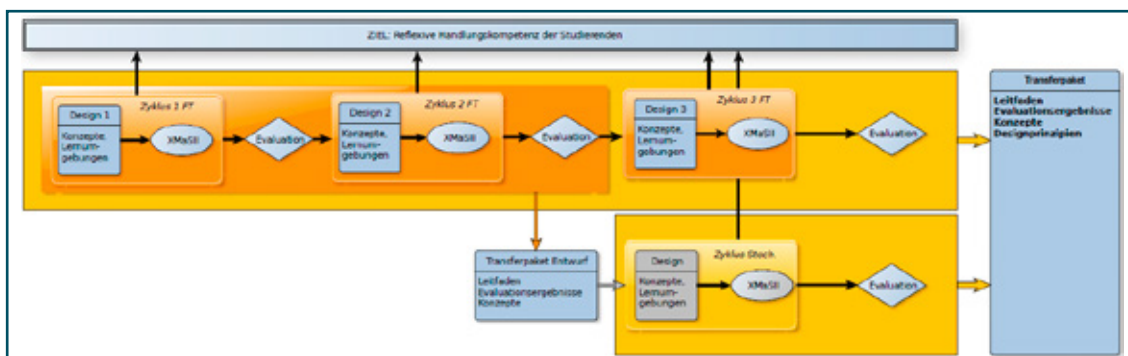 ZIEL: Reflexive Handlungskompetenz der Studierenden
Zyklus 1 FT
Design 1
Konzepte,
Lernum-
gebungen
XMaSII
Evaluation
Zyklus 2 FT
Design 2
Konzepte,
Lernum-
gebungen
XMaSII
Evaluation
Zyklus 3 FT
Design 3
Konzepte,
Lernum-
gebungen
XMaSII
Evaluation
Transferpaket
Leitfaden
Evaluationsergebnisse
Konzepte
Designprinzipien
Transferpaket Entwurf
Leitfaden
Evaluationsergebnisse
Konzepte
Zyklus Stoch.
Design
Konzepte,
Lernum-
gebungen
XMaSII
Evaluation